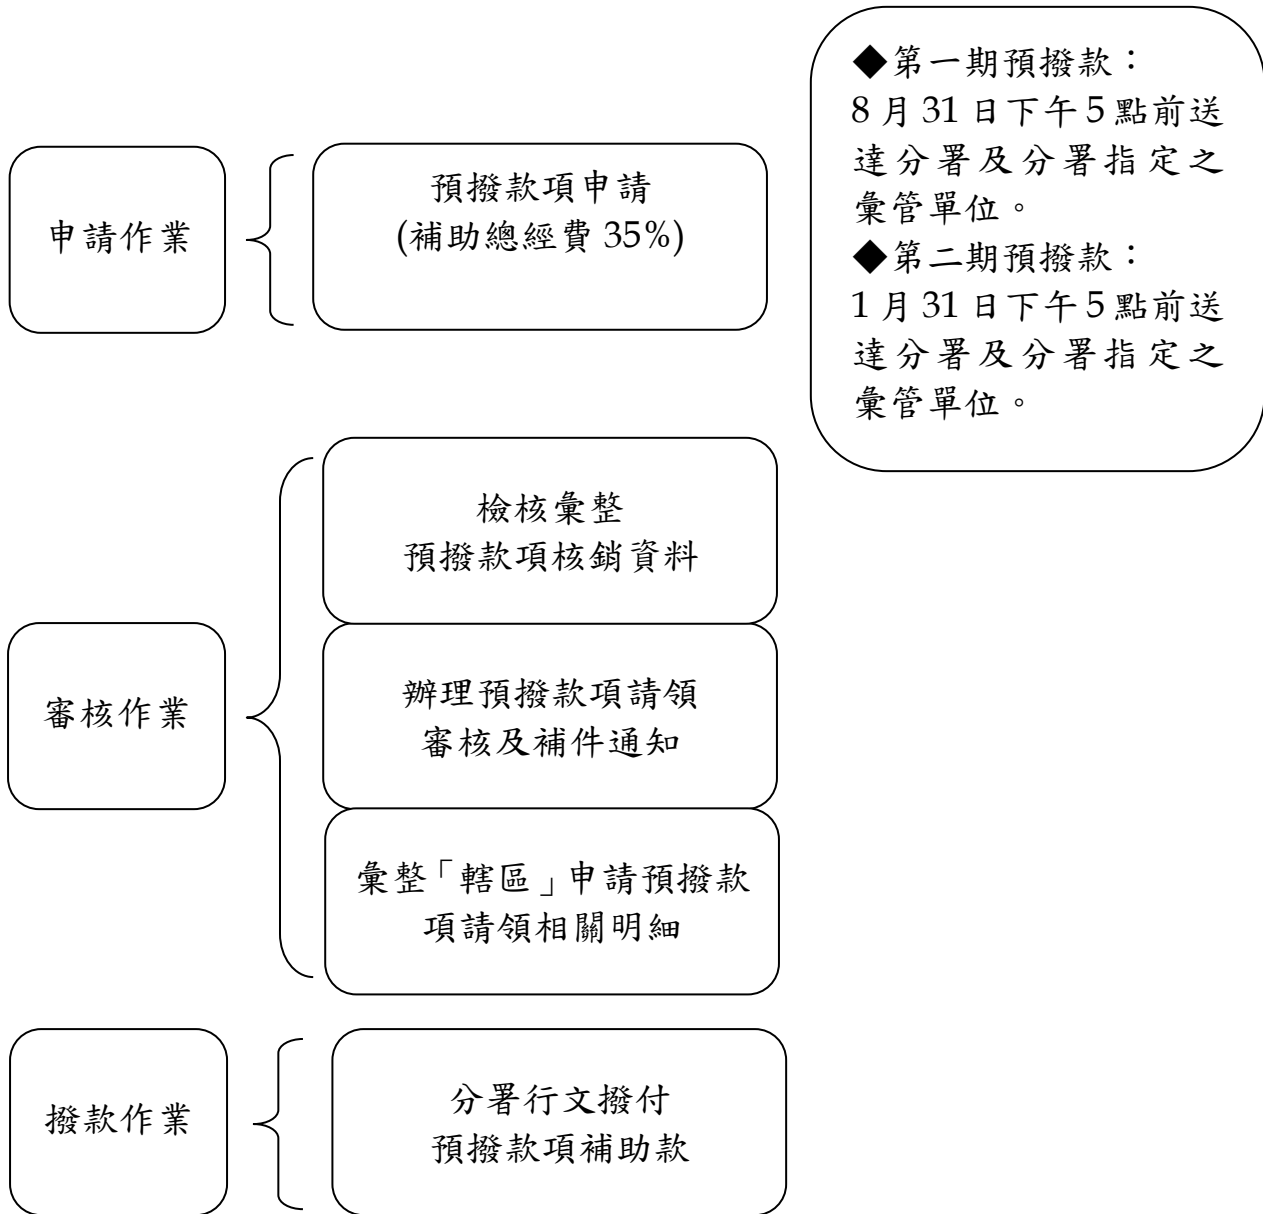 申請作業
預撥款項申請
(補助總經費 35%)
◆第一期預撥款：
8 月 31 日下午 5 點前送
達分署及分署指定之
彙管單位。
◆第二期預撥款：
1 月 31 日下午 5 點前送
達分署及分署指定之
彙管單位。
審核作業
檢核彙整
預撥款項核銷資料
辦理預撥款項請領
審核及補件通知
彙整「轄區」申請預撥款
項請領相關明細
撥款作業
分署行文撥付
預撥款項補助款